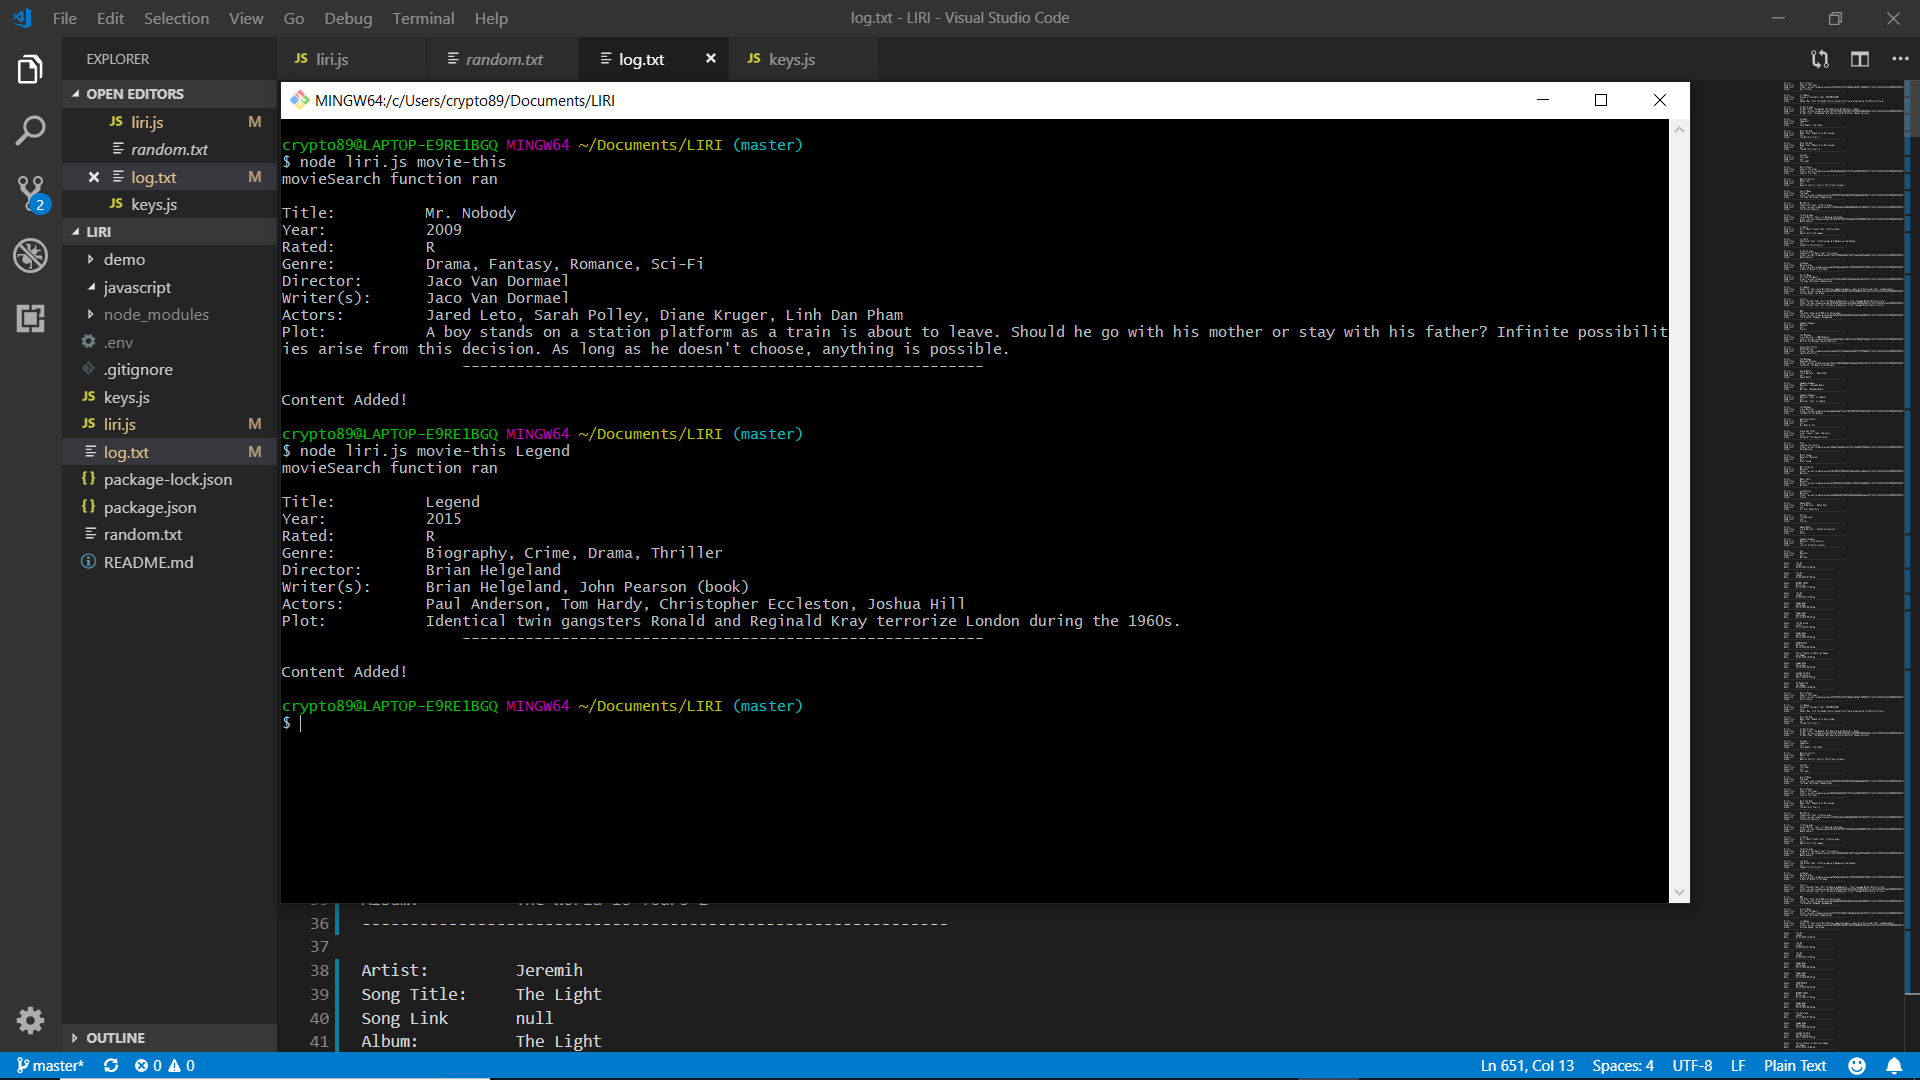 File Edit Selection View Go Debug Terminal Help
log.txt - LIRI - Visual Studio Code
EXPLORER
JS liri.js
random.txt
log.txt
JS keys.js
OPEN EDITORS
JS liri.js M
random.txt
log.txt M
JS keys.js
2
LIRI
demo
javascript
node_modules
.env
.gitignore
JS keys.js
JS liri.js M
log.txt M
{} package-lock.json
{} package.json
random.txt
README.md
OUTLINE
MINGW64:/c/Users/crypto89/Documents/LIRI
crypto89@LAPTOP-E9RE1BGQ MINGW64 ~/Documents/LIRI (master)
$ node liri.js movie-this
movieSearch function ran
Title: Mr. Nobody
Year: 2009
Rated: R
Genre: Drama, Fantasy, Romance, Sci-Fi
Director: Jaco Van Dormael
Writer(s): Jaco Van Dormael
Actors: Jared Leto, Sarah Polley, Diane Kruger, Linh Dan Pham
Plot: A boy stands on a station platform as a train is about to leave. Should he go with his mother or stay with his father? Infinite possibilit
ies arise from this decision. As long as he doesn't choose, anything is possible.
----------------------------------------------------------
Content Added!
crypto89@LAPTOP-E9RE1BGQ MINGW64 ~/Documents/LIRI (master)
$ node liri.js movie-this Legend
movieSearch function ran
Title: Legend
Year: 2015
Rated: R
Genre: Biography, Crime, Drama, Thriller
Director: Brian Helgeland
Writer(s): Brian Helgeland, John Pearson (book)
Actors: Paul Anderson, Tom Hardy, Christopher Eccleston, Joshua Hill
Plot: Identical twin gangsters Ronald and Reginald Kray terrorize London during the 1960s.
----------------------------------------------------------
Content Added!
crypto89@LAPTOP-E9RE1BGQ MINGW64 ~/Documents/LIRI (master)
$
36 -------------------------------------------------------------
37
38 Artist: Jeremih
39 Song Title: The Light
40 Song Link null
41 Album: The Light
master* 0 0
Ln 651, Col 13 Spaces: 4 UTF-8 LF Plain Text